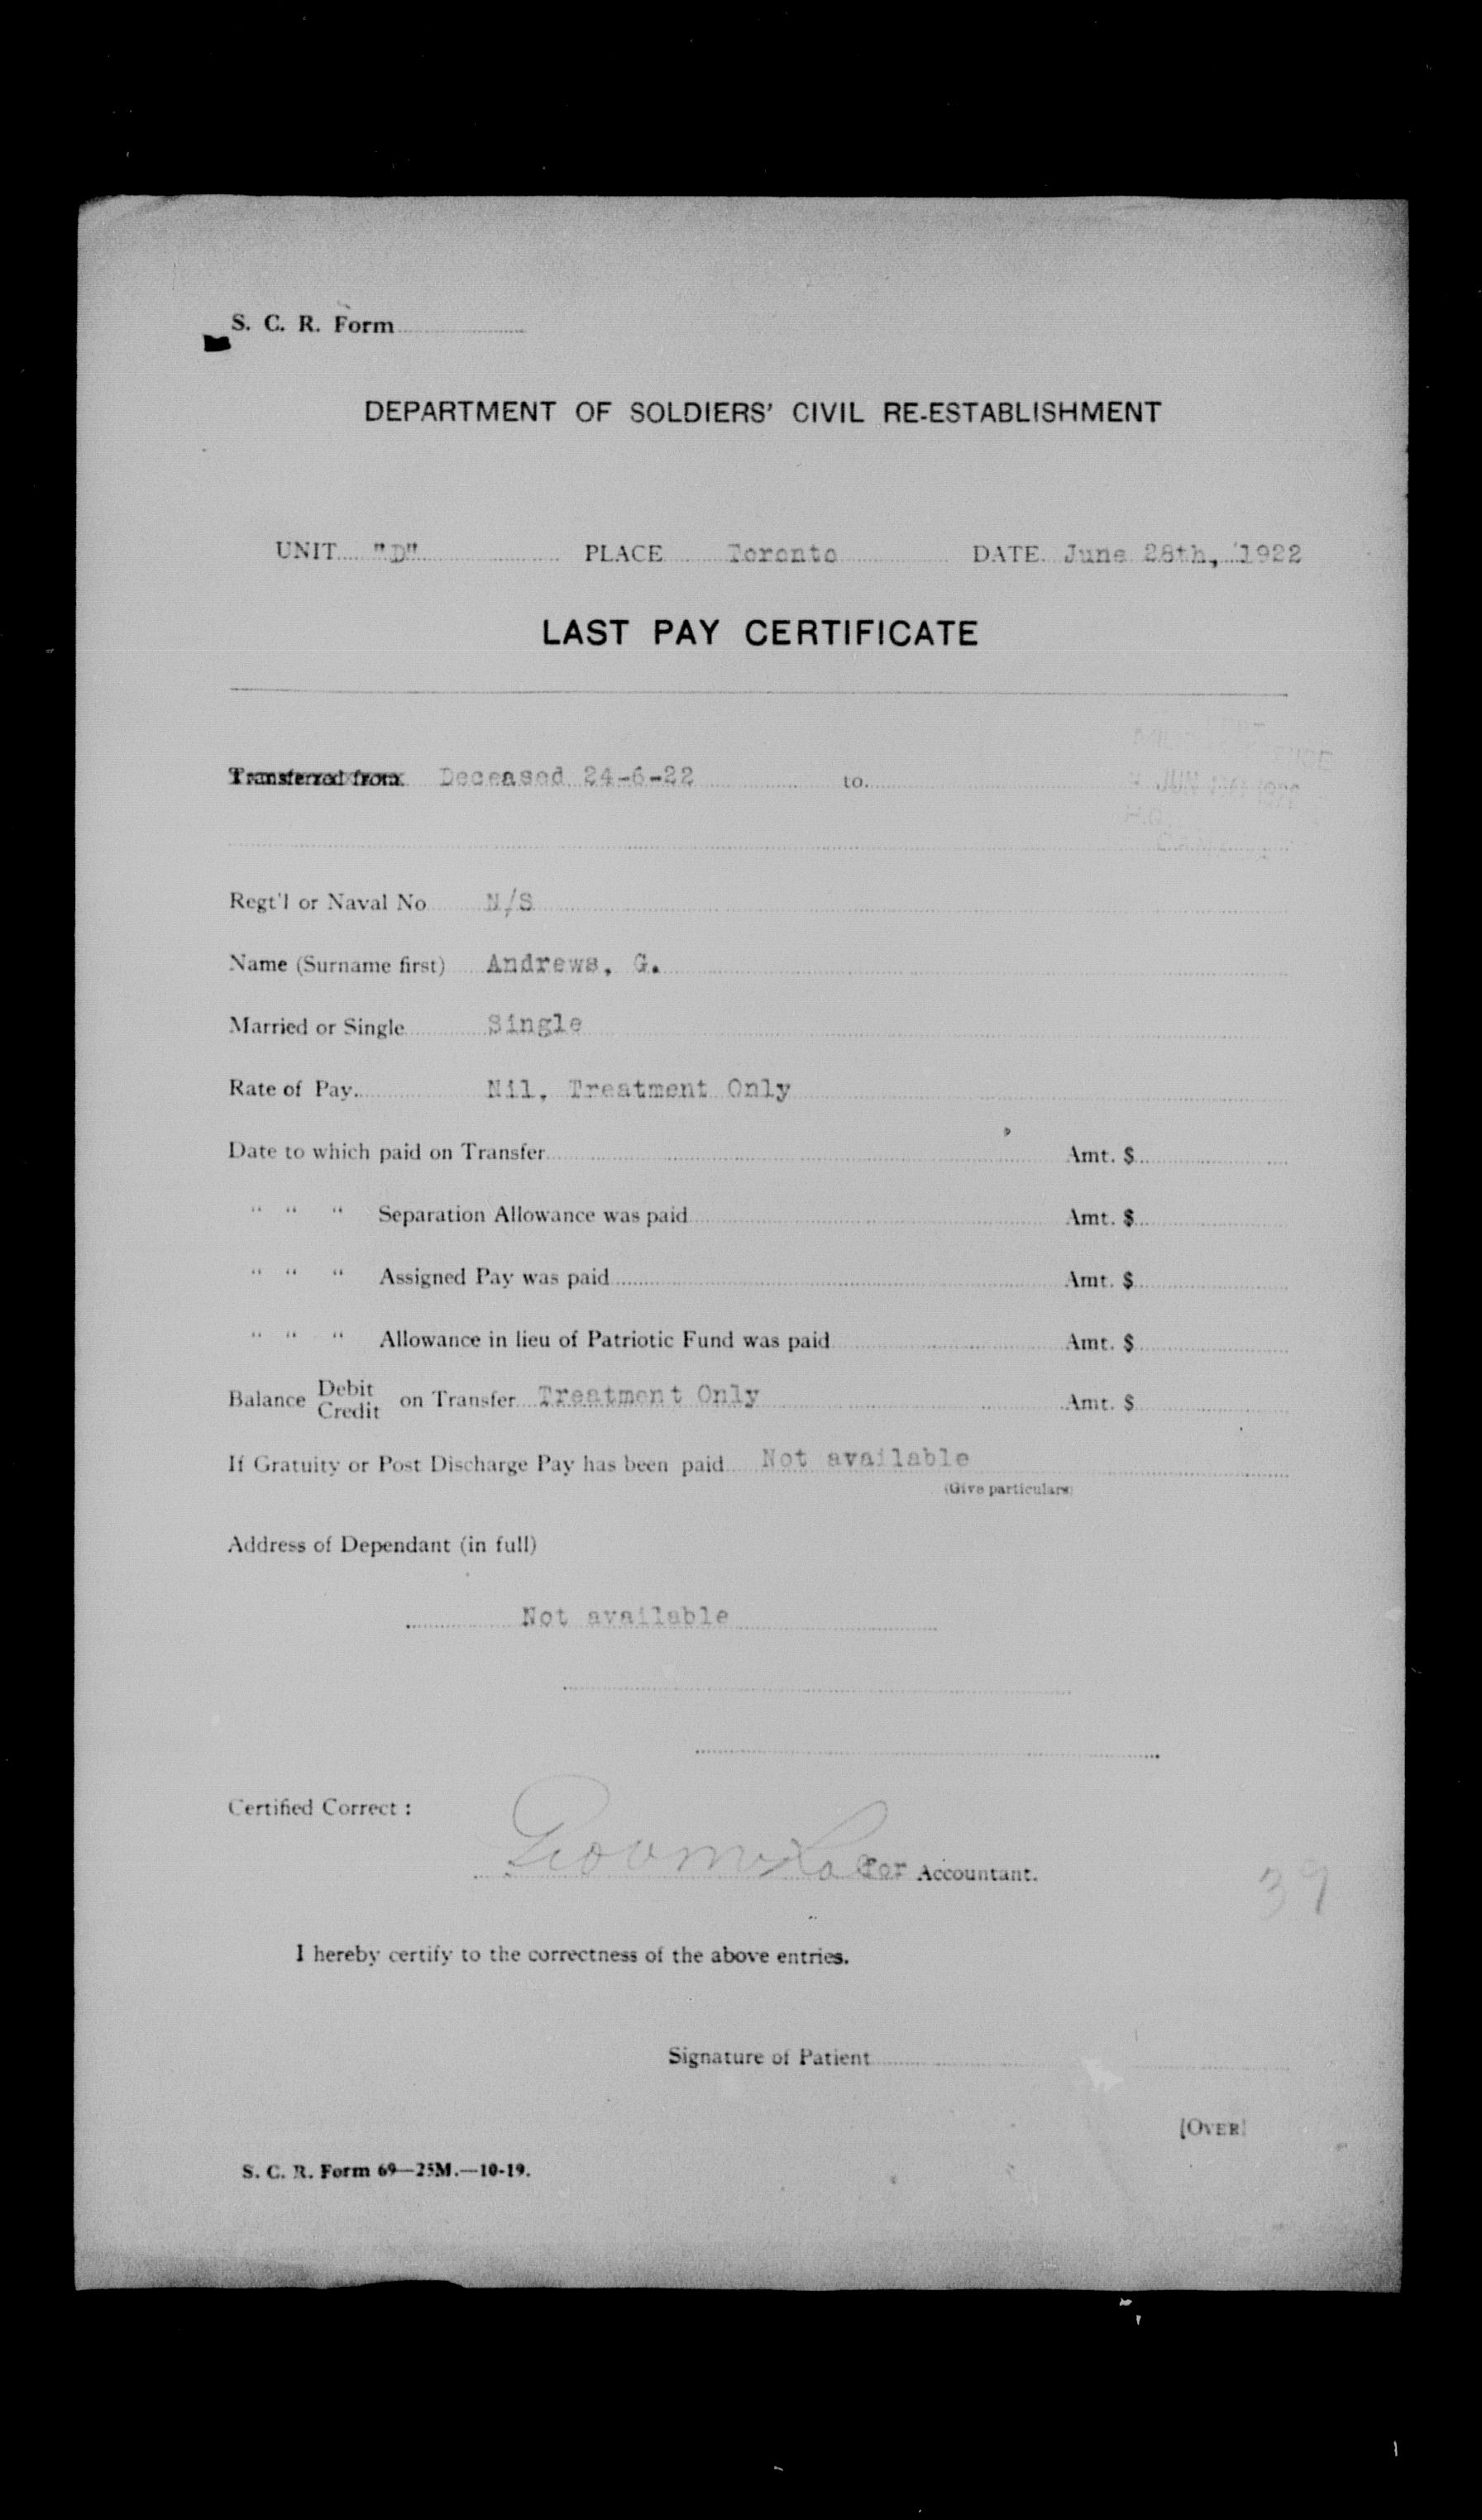 S. C. R. Form
DEPARTMENT OF SOLDIERS' CIVIL RE-ESTABLISHMENT
UNIT "D" PLACE Toronto DATE June 28th, 1922
LAST PAY CERTIFICATE
Transferred from Deceased 24-6-22 to
Regt'l or Naval No N/S
Name (Surname first) Andrews, G.
Married or Single Single
Rate of Pay. Nil, Treatment Only
Date to which paid on Transfer Amt. $
" " " Separation Allowance was paid Amt. $
" " " Assigned Pay was paid Amt. $
" " " Allowance in lieu of Patriotic Fund was paid Amt. $
Balance Debit Credit on Transfer Treatment Only Amt. $
If Gratuity or Post Discharge Pay has been paid Not available
(Give particulars)
Address of Dependant (in full)
Not available
Certified Correct :
for Accountant.
39
I hereby certify to the correctness of the above entries.
Signature of Patient
[OVER]
S. C. R. Form 69—25M.—10-19.